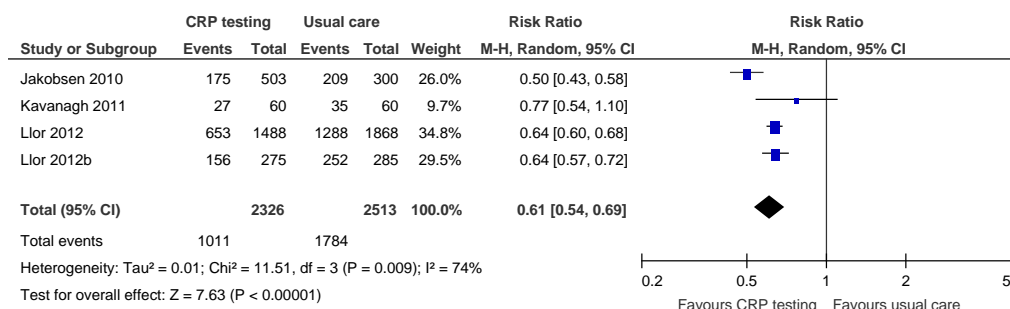 CRP testing Usual care Risk Ratio Risk Ratio
Study or Subgroup Events Total Events Total Weight M-H, Random, 95% CI M-H, Random, 95% CI
Jakobsen 2010 175 503 209 300 26.0% 0.50 [0.43, 0.58]
Kavanagh 2011 27 60 35 60 9.7% 0.77 [0.54, 1.10]
Llor 2012 653 1488 1288 1868 34.8% 0.64 [0.60, 0.68]
Llor 2012b 156 275 252 285 29.5% 0.64 [0.57, 0.72]
Total (95% CI) 2326 2513 100.0% 0.61 [0.54, 0.69]
Total events 1011 1784
Heterogeneity: Tau² = 0.01; Chi² = 11.51, df = 3 (P = 0.009); I² = 74%
Test for overall effect: Z = 7.63 (P < 0.00001)
0.2 0.5 1 2 5
Favours CRP testing Favours usual care